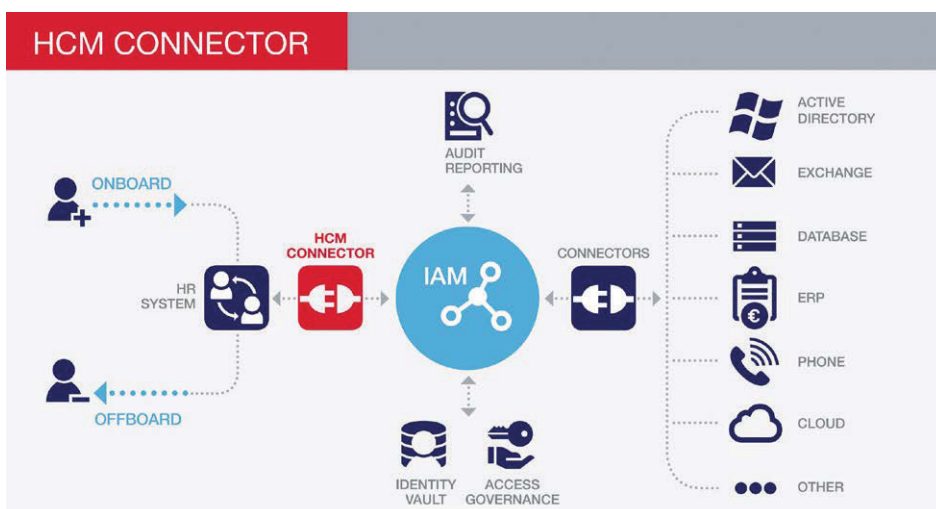 HCM CONNECTOR
AUDIT
REPORTING
ONBOARD
HR
SYSTEM
HCM
CONNECTOR
IAM
CONNECTORS
OFFBOARD
IDENTITY
VAULT
ACCESS
GOVERNANCE
ACTIVE
DIRECTORY
EXCHANGE
DATABASE
ERP
€
PHONE
CLOUD
OTHER